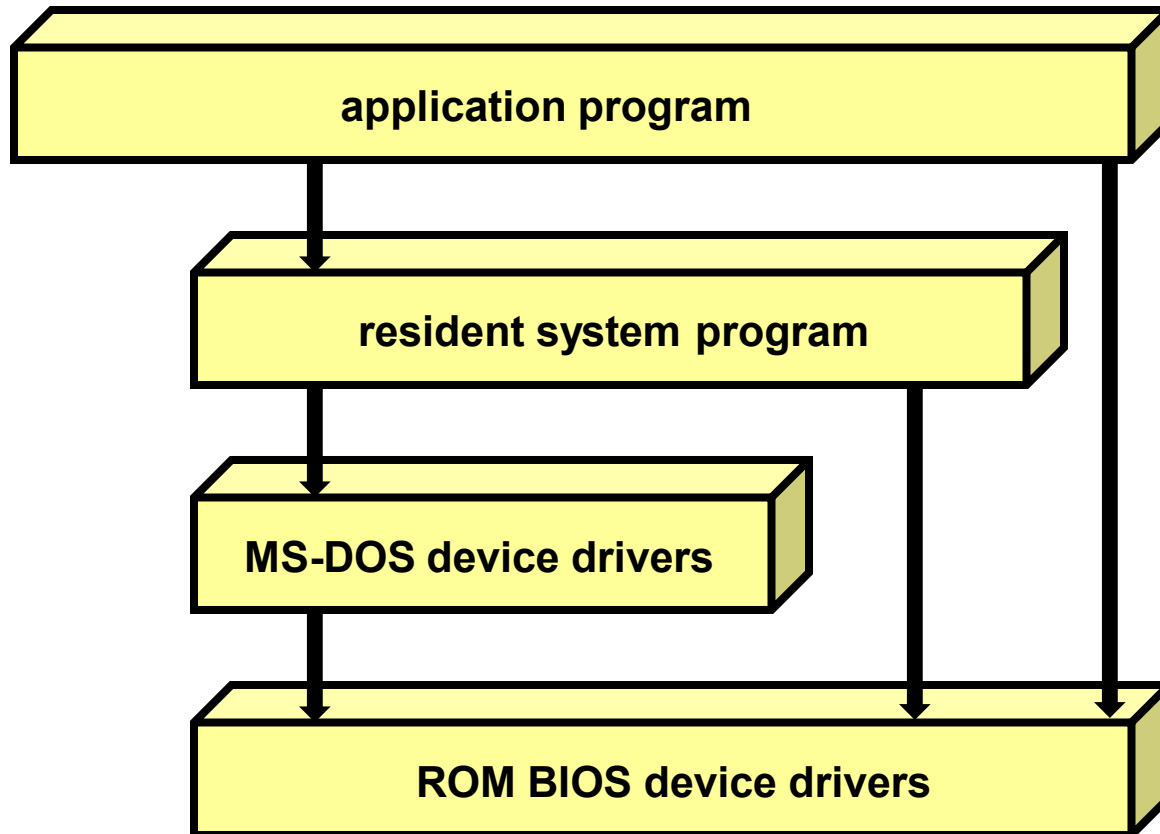 application program
resident system program
MS-DOS device drivers
ROM BIOS device drivers